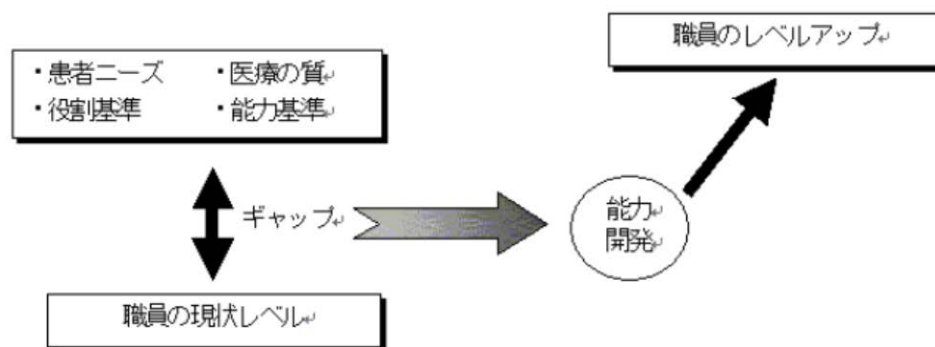 職員のレベルアップ
・患者ニーズ ・医療の質
・役割基準 ・能力基準
ギャップ
能力
開発
職員の現状レベル